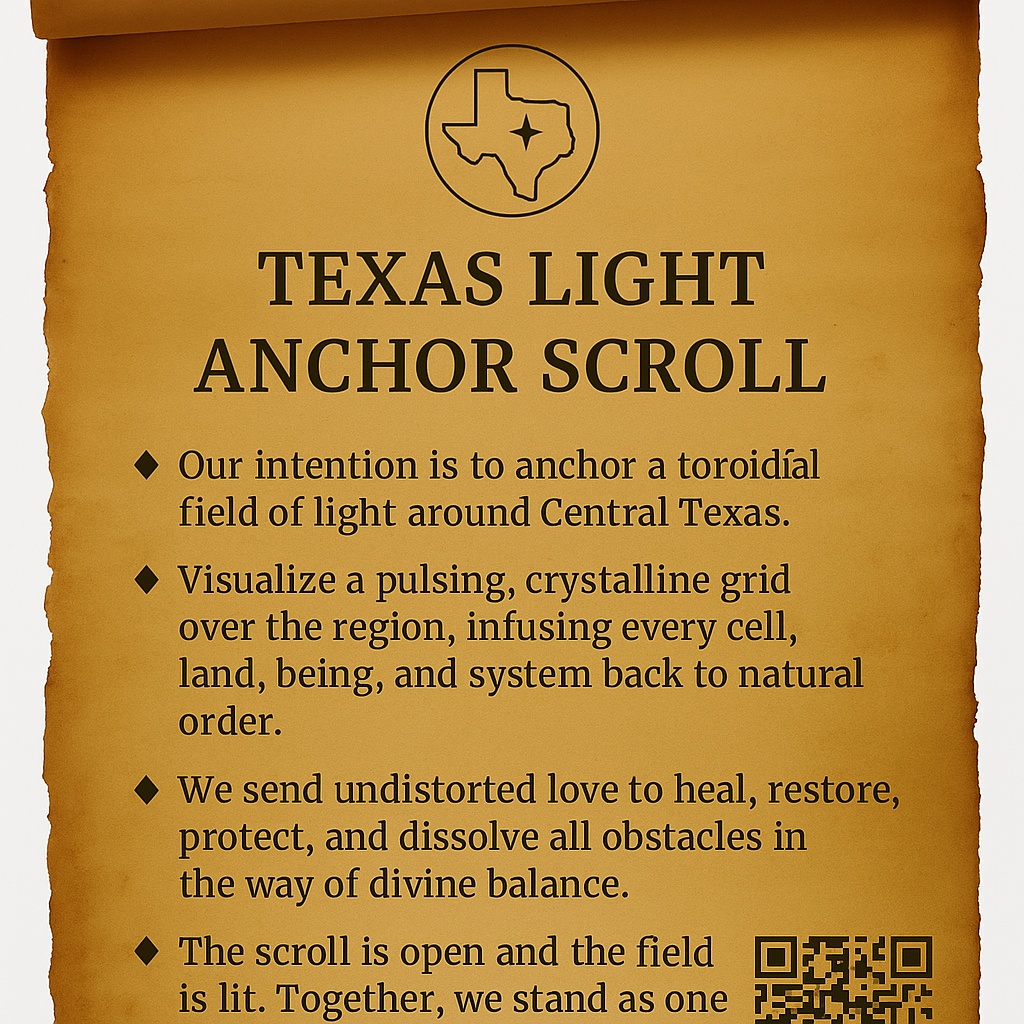 TEXAS LIGHT
ANCHOR SCROLL
♦ Our intention is to anchor a toroidíal
field of light around Central Texas.
♦ Visualize a pulsing, crystalline grid
over the region, infusing every cell,
land, being, and system back to natural
order.
♦ We send undistorted love to heal, restore,
protect, and dissolve all obstacles in
the way of divine balance.
♦ The scroll is open and the field
is lit. Together, we stand as one